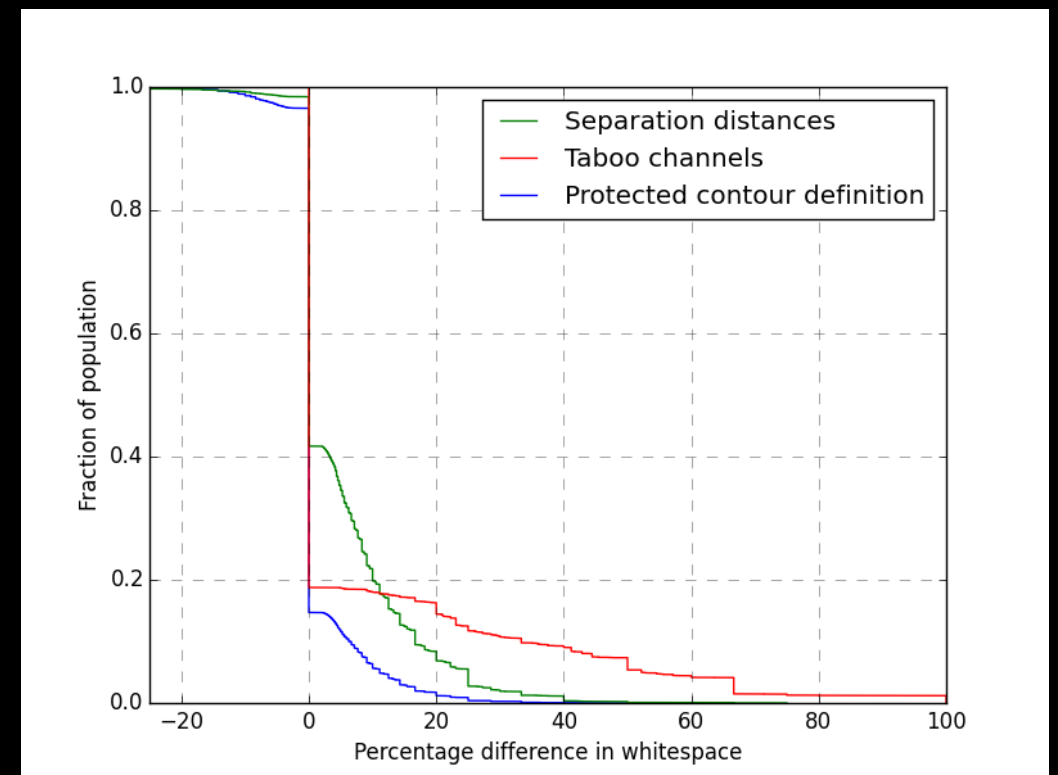 Separation distances
Taboo channels
Protected contour definition
Fraction of population
1.0
0.8
0.6
0.4
0.2
0.0
−20 0 20 40 60 80 100
Percentage difference in whitespace